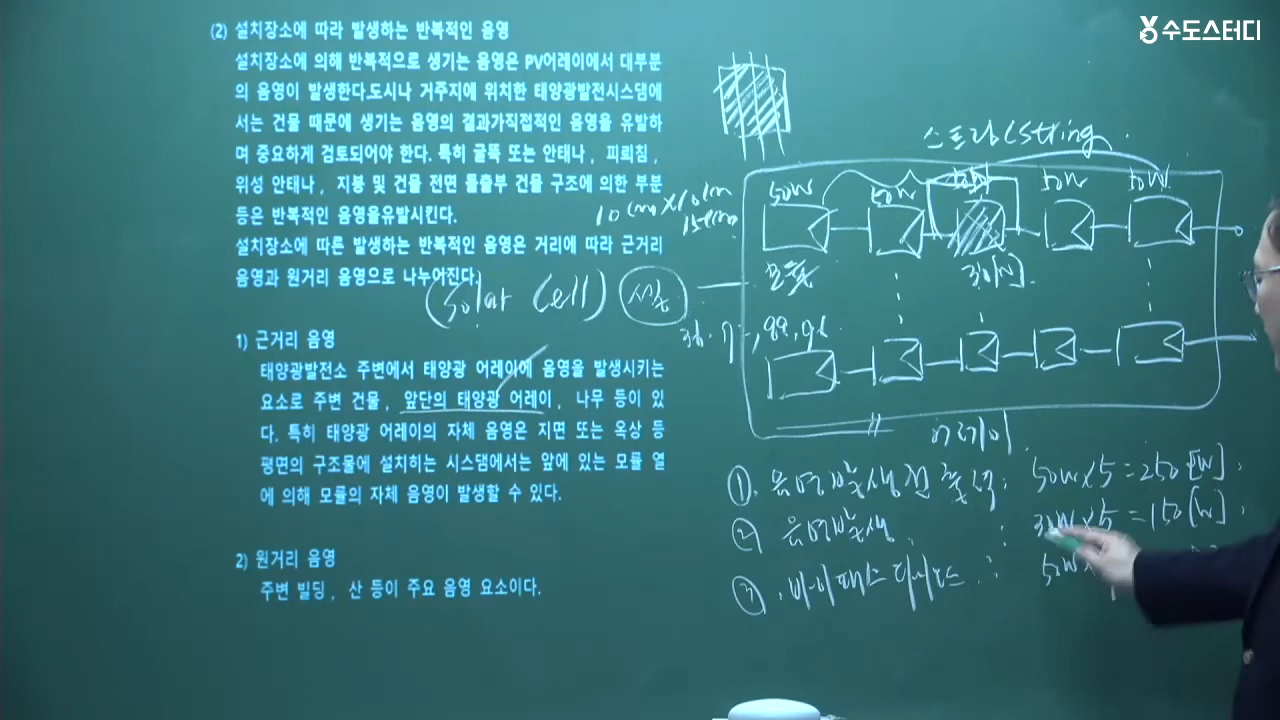 수도스터디
(2) 설치장소에 따라 발생하는 반복적인 음영
설치장소에 의해 반복적으로 생기는 음영은 PV어레이에서 대부분
의 음영이 발생한다.도시나 거주지에 위치한 태양광발전시스템에
서는 건물 때문에 생기는 음영의 결과가직접적인 음영을 유발하
며 중요하게 검토되어야 한다. 특히 굴뚝 또는 안테나, 피뢰침,
위성 안테나, 지붕 및 건물 전면 돌출부 건물 구조에 의한 부분
등은 반복적인 음영을유발시킨다.
설치장소에 따른 발생하는 반복적인 음영은 거리에 따라 근거리
음영과 원거리 음영으로 나누어진다.
1) 근거리 음영
태양광발전소 주변에서 태양광 어레이에 음영을 발생시키는
요소로 주변 건물, 앞단의 태양광 어레이, 나무 등이 있
다. 특히 태양광 어레이의 자체 음영은 지면 또는 옥상 등
평면의 구조물에 설치하는 시스템에서는 앞에 있는 모듈 열
에 의해 모듈의 자체 음영이 발생할 수 있다.
2) 원거리 음영
주변 빌딩, 산 등이 주요 음영 요소이다.
스트링(string)
50W 50W 50W 50W
10cm×10cm
15cm
모듈 30[W]
(Solar Cell)
어레이
① 음영발생전 출력: 50W×5=250[W].
② 음영발생 : 30W×5=150[W].
③ 바이패스 다이오드 : 50W×